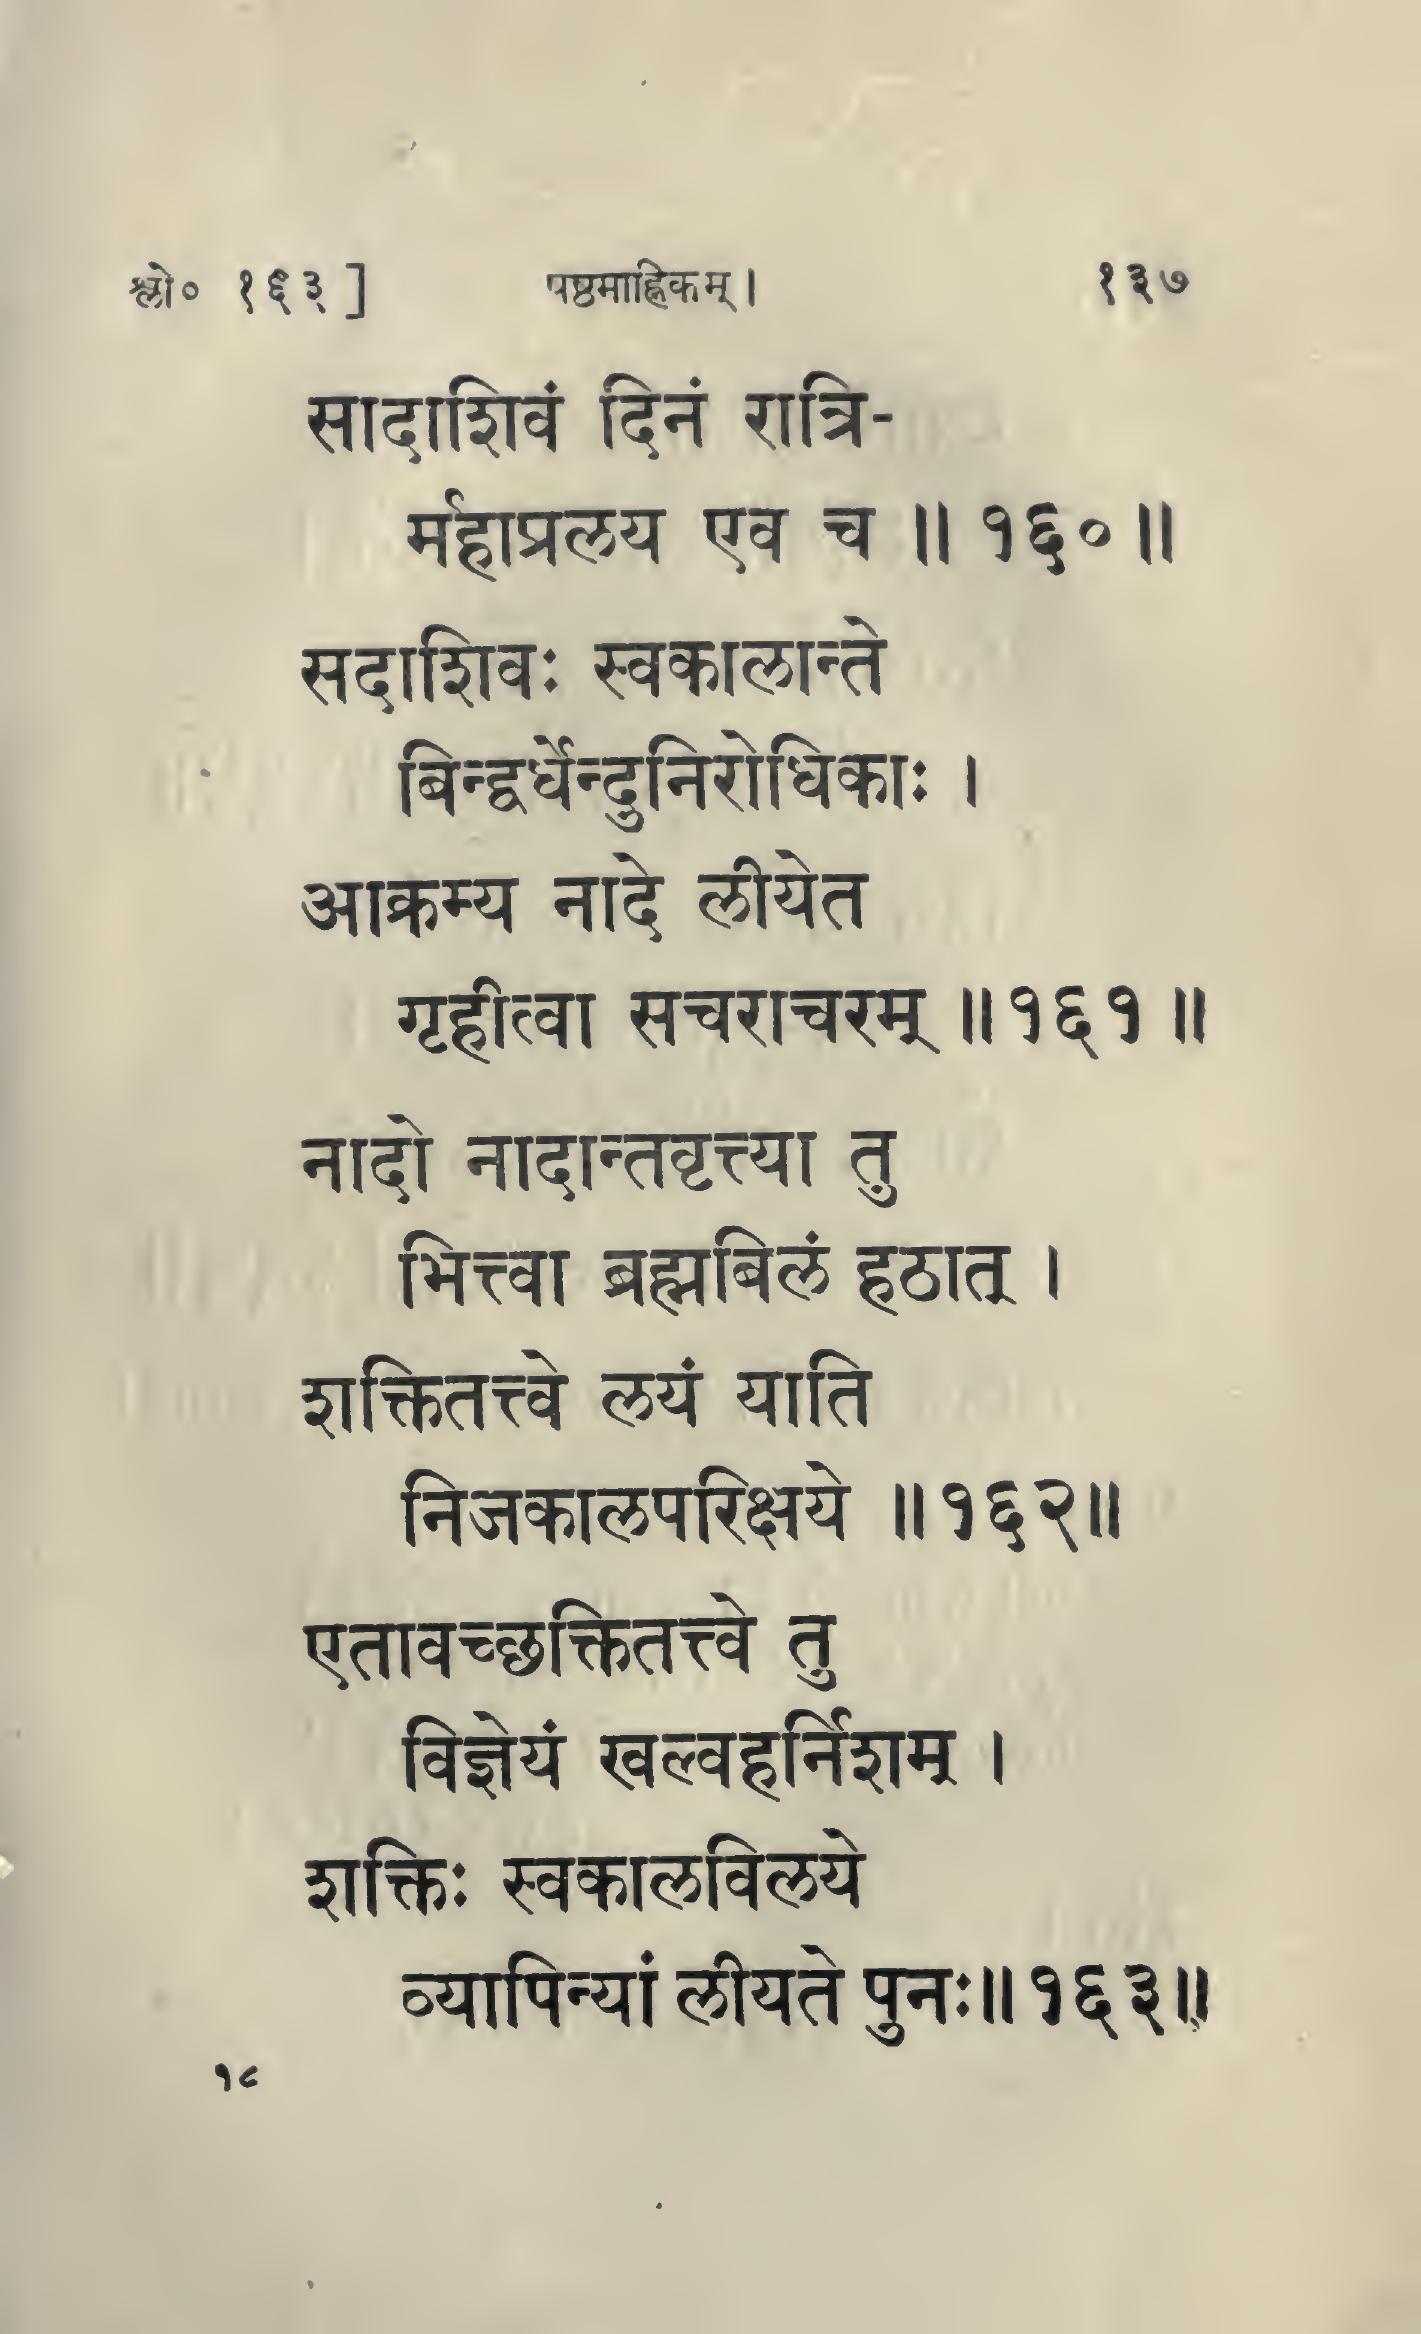 श्लो० १६३]
षष्ठमाह्निकम्।
१३७
सादाशिवं दिनं रात्रि-
र्महाप्रलय एव च ॥ १६० ॥
सदाशिवः स्वकालान्ते
बिन्द्वर्धेन्दुनिरोधिकाः ।
आक्रम्य नादे लीयेत
गृहीत्वा सचराचरम् ॥१६१॥
नादो नादान्तवृत्त्या तु
भित्त्वा ब्रह्मबिलं हठात् ।
शक्तितत्त्वे लयं याति
निजकालपरिक्षये ॥१६२॥
एतावच्छक्तितत्त्वे तु
विज्ञेयं खल्वहर्निशम् ।
शक्तिः स्वकालविलये
व्यापिन्यां लीयते पुनः॥१६३॥
१८